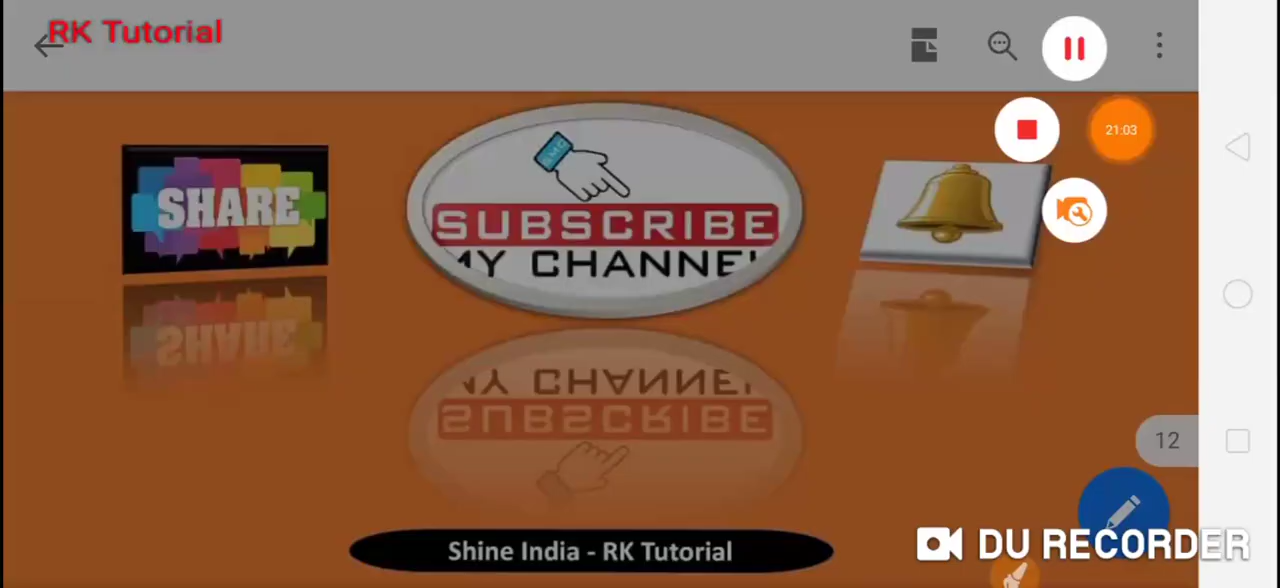 RK Tutorial
21:03
SHARE
SUBSCRIBE
MY CHANNEL
12
Shine India - RK Tutorial
DU RECORDER